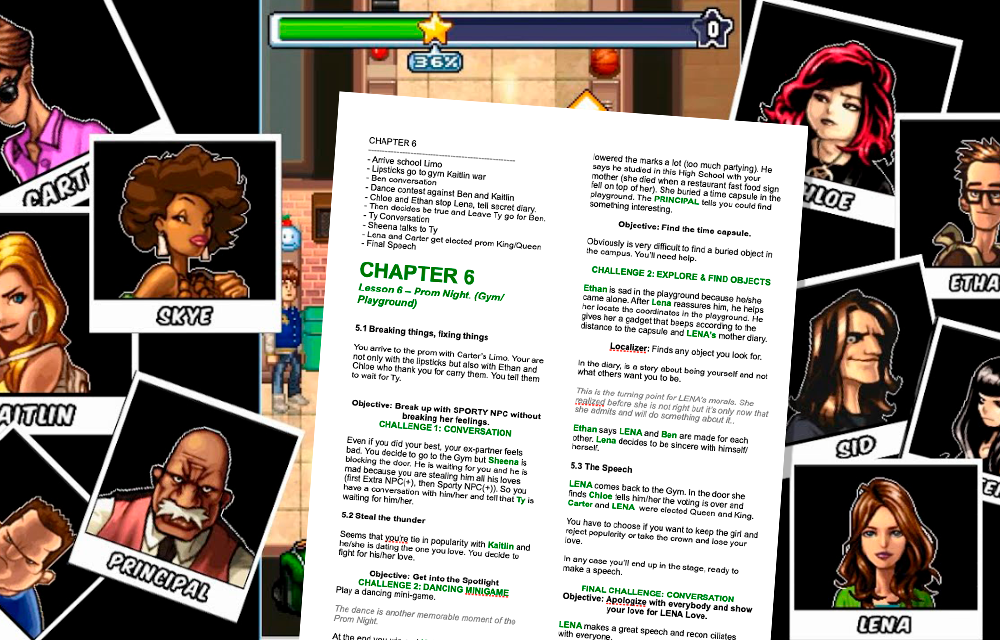 36%
0
CART
SKYE
AITLIN
PRINCIPAL
CHAPTER 6
- Arrive school Limo
- Lipsticks go to gym Kaitlin war
- Ben conversation
- Dance contest against Ben and Kaitlin
- Chloe and Ethan stop Lena, tell secret diary.
- Then decides be true and Leave Ty go for Ben.
- Ty Conversation
- Sheena talks to Ty
- Lena and Carter get elected prom King/Queen
- Final Speech
CHAPTER 6
Lesson 6 – Prom Night. (Gym/
Playground)
5.1 Breaking things, fixing things
You arrive to the prom with Carter's Limo. Your are
not only with the lipsticks but also with Ethan and
Chloe who thank you for carry them. You tell them
to wait for Ty.
Objective: Break up with SPORTY NPC without
breaking her feelings.
CHALLENGE 1: CONVERSATION
Even if you did your best, your ex-partner feels
bad. You decide to go to the Gym but Sheena is
blocking the door. He is waiting for you and he is
mad because you are stealing him all his loves
(first Extra NPC(+), then Sporty NPC(+)). So you
have a conversation with him/her and tell that Ty is
waiting for him/her.
5.2 Steal the thunder
Seems that you're tie in popularity with Kaitlin and
he/she is dating the one you love. You decide to
fight for his/her love.
Objective: Get into the Spotlight
CHALLENGE 2: DANCING MINIGAME
Play a dancing mini-game.
The dance is another memorable moment of the
Prom Night.
At the end you
lowered the marks a lot (too much partying). He
says he studied in this High School with your
mother (she died when a restaurant fast food sign
fell on top of her). She buried a time capsule in the
playground. The PRINCIPAL tells you could find
something interesting.
Objective: Find the time capsule.
Obviously is very difficult to find a buried object in
the campus. You'll need help.
CHALLENGE 2: EXPLORE & FIND OBJECTS
Ethan is sad in the playground because he/she
came alone. After Lena reassures him, he helps
her locate the coordinates in the playground. He
gives her a gadget that beeps according to the
distance to the capsule and LENA's mother diary.
Localizer: Finds any object you look for.
In the diary, is a story about being yourself and not
what others want you to be.
This is the turning point for LENA's morals. She
realized before she is not right but it's only now that
she admits and will do something about it..
Ethan says LENA and Ben are made for each
other. Lena decides to be sincere with himself/
herself.
5.3 The Speech
LENA comes back to the Gym. In the door she
finds Chloe tells him/her the voting is over and
Carter and LENA were elected Queen and King.
You have to choose if you want to keep the girl and
reject popularity or take the crown and lose your
love.
In any case you'll end up in the stage, ready to
make a speech.
FINAL CHALLENGE: CONVERSATION
Objective: Apologize with everybody and show
your love for LENA Love.
LENA makes a great speech and recon ciliates
with everyone.
HLOE
ETHA
SID
LENA